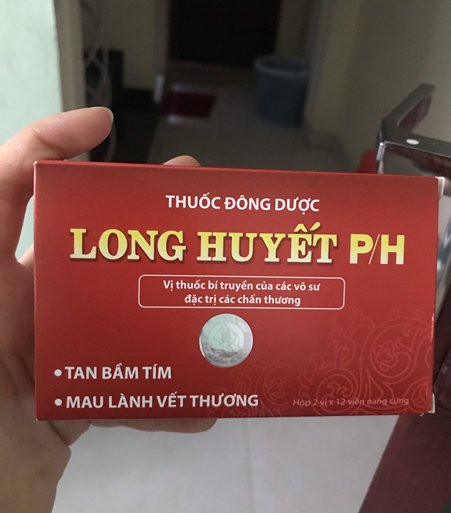 THUỐC ĐÔNG DƯỢC
LONG HUYẾT P/H
Vị thuốc bí truyền của các võ sư
đặc trị các chấn thương
•TAN BẦM TÍM
•MAU LÀNH VẾT THƯƠNG
Hộp 2 vỉ x 12 viên nang cứng